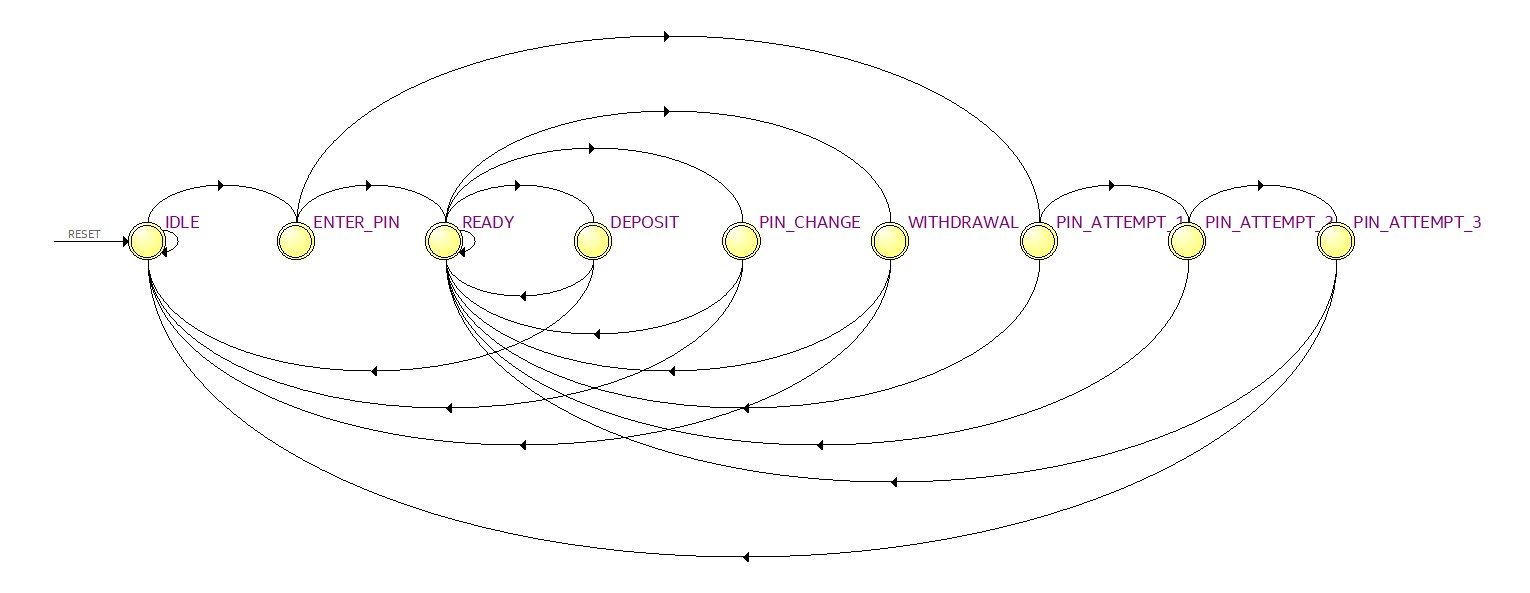 RESET
IDLE
ENTER_PIN
READY
DEPOSIT
PIN_CHANGE
WITHDRAWAL
PIN_ATTEMPT_1
PIN_ATTEMPT_2
PIN_ATTEMPT_3